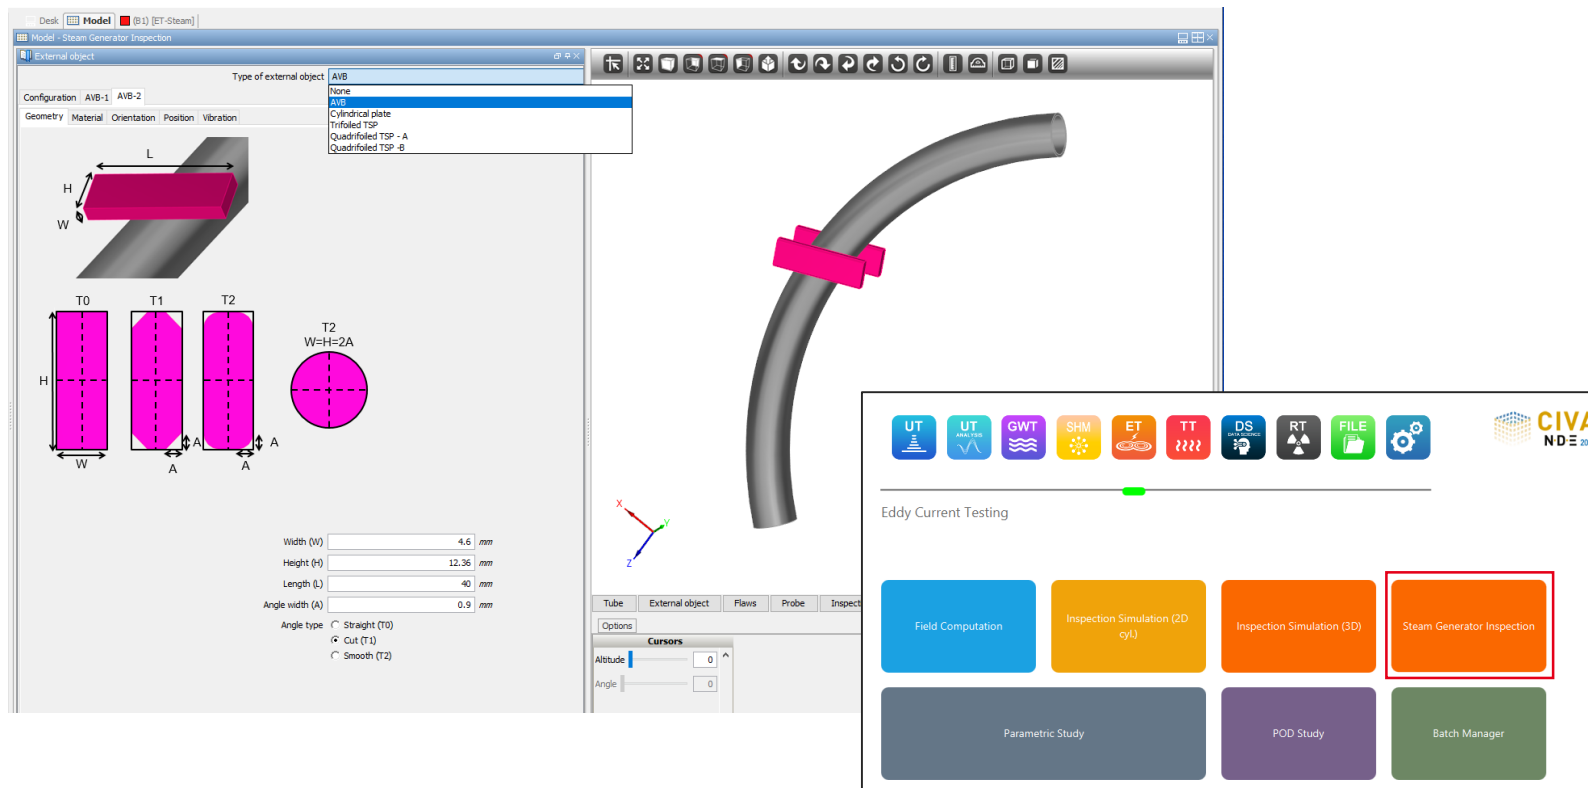 Desk Model (B1) [ET-Steam]
Model - Steam Generator Inspection
External object
Type of external object AVB
None
AVB
Cylindrical plate
Trifoiled TSP
Quadrifoiled TSP - A
Quadrifoiled TSP -B
Configuration AVB-1 AVB-2
Geometry Material Orientation Position Vibration
L
H
W
T0 T1 T2
T2
W=H=2A
H
A A
W A A
Width (W) 4.6 mm
Height (H) 12.36 mm
Length (L) 40 mm
Angle width (A) 0.9 mm
Angle type Straight (T0)
Cut (T1)
Smooth (T2)
X
Y
Z
Tube External object Flaws Probe Inspect
Options
Cursors
Altitude 0
Angle 0
UT UT GWT SHM ET TT DS RT FILE
ANALYSIS DATA SCIENCE
CIVA
NDE 20
Eddy Current Testing
Field Computation
Inspection Simulation (2D
cyl.)
Inspection Simulation (3D)
Steam Generator Inspection
Parametric Study
POD Study
Batch Manager